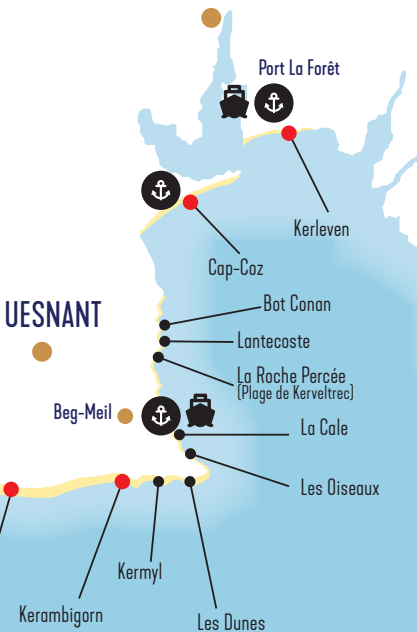 Port La Forêt
Kerleven
Cap-Coz
Bot Conan
UESNANT
Lantecoste
La Roche Percée
(Plage de Kerveltrec)
Beg-Meil
La Cale
Les Oiseaux
Kermyl
Kerambigorn
Les Dunes